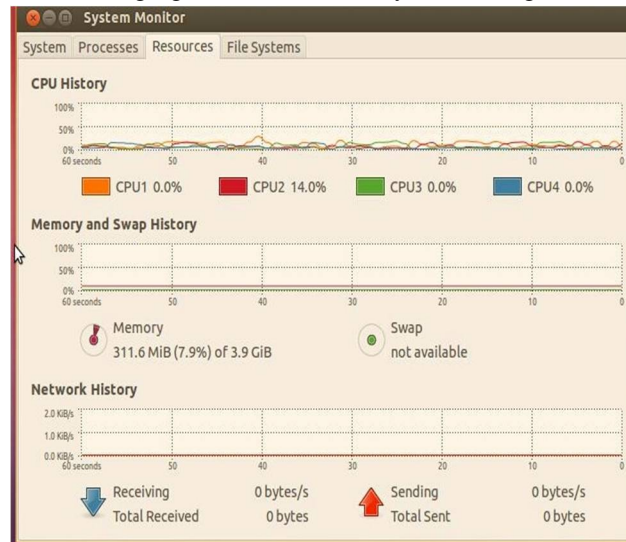 System Monitor
System Processes Resources File Systems
CPU History
100%
50%
0%
60 seconds 50 40 30 20 10 0
CPU1 0.0% CPU2 14.0% CPU3 0.0% CPU4 0.0%
Memory and Swap History
100%
50%
0%
60 seconds 50 40 30 20 10 0
Memory Swap
311.6 MiB (7.9%) of 3.9 GiB not available
Network History
2.0 KiB/s
1.0 KiB/s
0.0 KiB/s
60 seconds 50 40 30 20 10 0
Receiving 0 bytes/s Sending 0 bytes/s
Total Received 0 bytes Total Sent 0 bytes